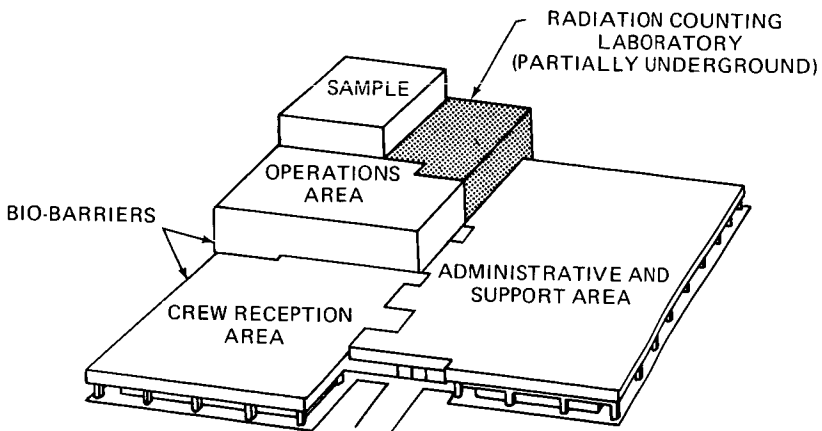 RADIATION COUNTING
LABORATORY
(PARTIALLY UNDERGROUND)
SAMPLE
OPERATIONS
AREA
BIO-BARRIERS
ADMINISTRATIVE AND
SUPPORT AREA
CREW RECEPTION
AREA